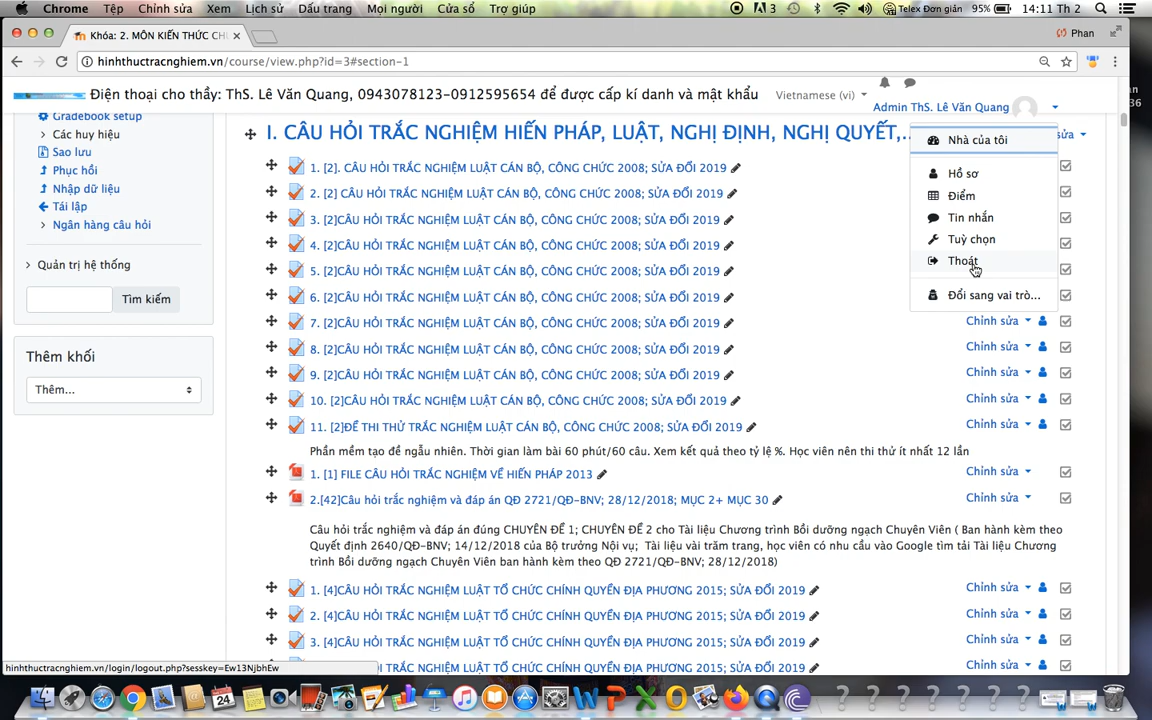 Chrome Tệp Chỉnh sửa Xem Lịch sử Dấu trang Mọi người Cửa sổ Trợ giúp 3 Telex Đơn giản 95% 14:11 Th 2
Khóa: 2. MÔN KIẾN THỨC CH
Phan
hinhthuctracnghiem.vn/course/view.php?id=3#section-1
Điện thoại cho thầy: ThS. Lê Văn Quang, 0943078123-0912595654 để được cấp kí danh và mật khẩu
Vietnamese (vi)
Admin ThS. Lê Văn Quang
Gradebook setup
Các huy hiệu
Sao lưu
Phục hồi
Nhập dữ liệu
Tái lập
Ngân hàng câu hỏi
Quản trị hệ thống
Tìm kiếm
Thêm khối
Thêm...
I. CÂU HỎI TRẮC NGHIỆM HIẾN PHÁP, LUẬT, NGHỊ ĐỊNH, NGHỊ QUYẾT,..
sửa
Nhà của tôi
Hồ sơ
Điểm
Tin nhắn
Tuỳ chọn
Thoát
Đổi sang vai trò...
1. [2]. CÂU HỎI TRẮC NGHIỆM LUẬT CÁN BỘ, CÔNG CHỨC 2008; SỬA ĐỔI 2019
2. [2] CÂU HỎI TRẮC NGHIỆM LUẬT CÁN BỘ, CÔNG CHỨC 2008; SỬA ĐỔI 2019
3. [2]CÂU HỎI TRẮC NGHIỆM LUẬT CÁN BỘ, CÔNG CHỨC 2008; SỬA ĐỔI 2019
4. [2]CÂU HỎI TRẮC NGHIỆM LUẬT CÁN BỘ, CÔNG CHỨC 2008; SỬA ĐỔI 2019
5. [2]CÂU HỎI TRẮC NGHIỆM LUẬT CÁN BỘ, CÔNG CHỨC 2008; SỬA ĐỔI 2019
6. [2]CÂU HỎI TRẮC NGHIỆM LUẬT CÁN BỘ, CÔNG CHỨC 2008; SỬA ĐỔI 2019
7. [2]CÂU HỎI TRẮC NGHIỆM LUẬT CÁN BỘ, CÔNG CHỨC 2008; SỬA ĐỔI 2019 Chỉnh sửa
8. [2]CÂU HỎI TRẮC NGHIỆM LUẬT CÁN BỘ, CÔNG CHỨC 2008; SỬA ĐỔI 2019 Chỉnh sửa
9. [2]CÂU HỎI TRẮC NGHIỆM LUẬT CÁN BỘ, CÔNG CHỨC 2008; SỬA ĐỔI 2019 Chỉnh sửa
10. [2]CÂU HỎI TRẮC NGHIỆM LUẬT CÁN BỘ, CÔNG CHỨC 2008; SỬA ĐỔI 2019 Chỉnh sửa
11. [2]ĐỀ THI THỬ TRẮC NGHIỆM LUẬT CÁN BỘ, CÔNG CHỨC 2008; SỬA ĐỔI 2019 Chỉnh sửa
Phần mềm tạo đề ngẫu nhiên. Thời gian làm bài 60 phút/60 câu. Xem kết quả theo tỷ lệ %. Học viên nên thi thử ít nhất 12 lần
1. [1] FILE CÂU HỎI TRẮC NGHIỆM VỀ HIẾN PHÁP 2013 Chỉnh sửa
2.[42]Câu hỏi trắc nghiệm và đáp án QĐ 2721/QĐ-BNV; 28/12/2018; MỤC 2+ MỤC 30 Chỉnh sửa
Câu hỏi trắc nghiệm và đáp án đúng CHUYÊN ĐỀ 1; CHUYÊN ĐỀ 2 cho Tài liệu Chương trình Bồi dưỡng ngạch Chuyên Viên ( Ban hành kèm theo
Quyết định 2640/QĐ-BNV; 14/12/2018 của Bộ trưởng Nội vụ; Tài liệu vài trăm trang, học viên có nhu cầu vào Google tìm tải Tài liệu Chương
trình Bồi dưỡng ngạch Chuyên Viên ban hành kèm theo QĐ 2721/QĐ-BNV; 28/12/2018)
1. [4]CÂU HỎI TRẮC NGHIỆM LUẬT TỔ CHỨC CHÍNH QUYỀN ĐỊA PHƯƠNG 2015; SỬA ĐỔI 2019 Chỉnh sửa
2. [4]CÂU HỎI TRẮC NGHIỆM LUẬT TỔ CHỨC CHÍNH QUYỀN ĐỊA PHƯƠNG 2015; SỬA ĐỔI 2019 Chỉnh sửa
3. [4]CÂU HỎI TRẮC NGHIỆM LUẬT TỔ CHỨC CHÍNH QUYỀN ĐỊA PHƯƠNG 2015; SỬA ĐỔI 2019 Chỉnh sửa
CÂU HỎI TRẮC NGHIỆM LUẬT TỔ CHỨC CHÍNH QUYỀN ĐỊA PHƯƠNG 2015; SỬA ĐỔI 2019 Chỉnh sửa
hinhthuctracnghiem.vn/login/logout.php?sesskey=Ew13NjbhEw